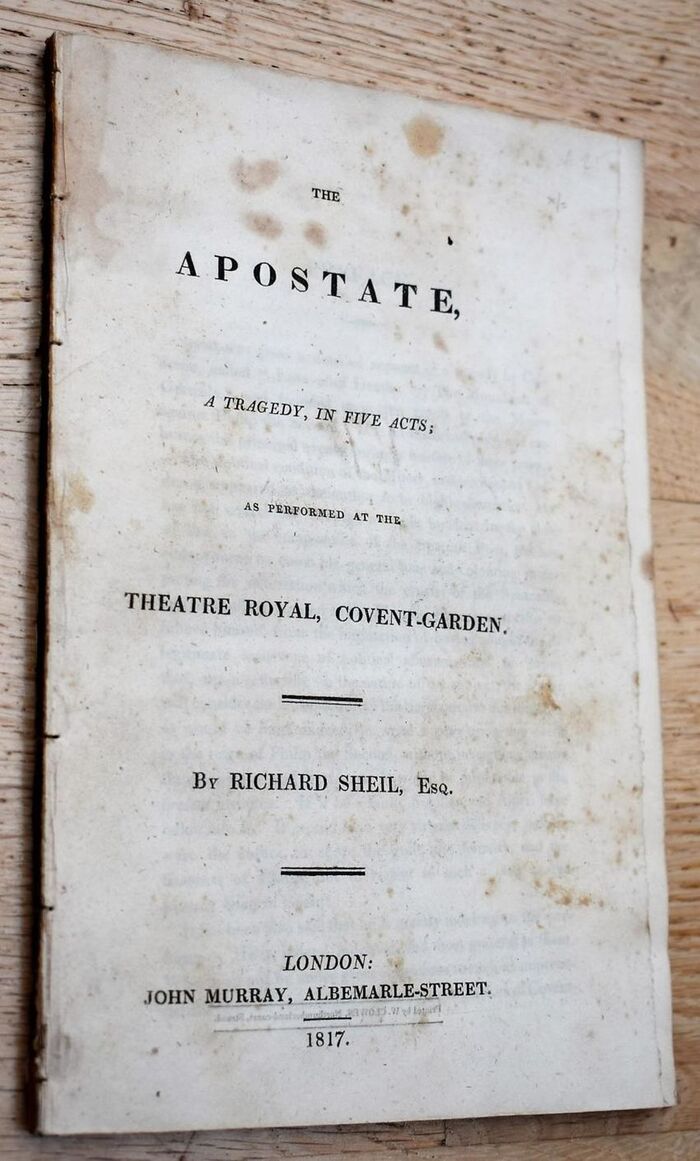 THE
APOSTATE,
A TRAGEDY, IN FIVE ACTS;
AS PERFORMED AT THE
THEATRE ROYAL, COVENT-GARDEN.
By RICHARD SHEIL, Esq.
LONDON:
JOHN MURRAY, ALBEMARLE-STREET.
1817.